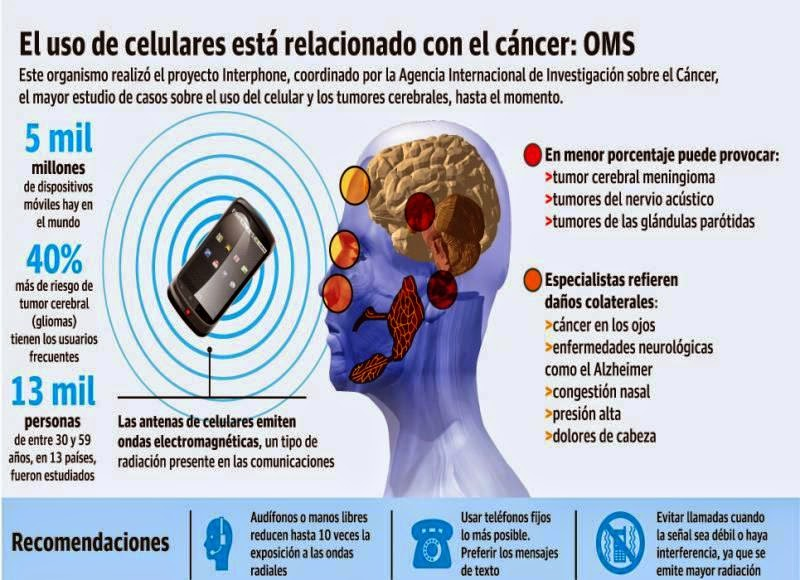 El uso de celulares está relacionado con el cáncer: OMS
Este organismo realizó el proyecto Interphone, coordinado por la Agencia Internacional de Investigación sobre el Cáncer,
el mayor estudio de casos sobre el uso del celular y los tumores cerebrales, hasta el momento.
5 mil
millones
de dispositivos
móviles hay en
el mundo
40%
más de riesgo de
tumor cerebral
(gliomas)
tienen los usuarios
frecuentes
13 mil
personas
de entre 30 y 59
años, en 13 países,
fueron estudiados
Las antenas de celulares emiten
ondas electromagnéticas, un tipo de
radiación presente en las comunicaciones
En menor porcentaje puede provocar:
>tumor cerebral meningioma
>tumores del nervio acústico
>tumores de las glándulas parótidas
Especialistas refieren
daños colaterales:
>cáncer en los ojos
>enfermedades neurológicas
como el Alzheimer
>congestión nasal
>presión alta
>dolores de cabeza
Recomendaciones
Audífonos o manos libres
reducen hasta 10 veces la
exposición a las ondas
radiales
Usar teléfonos fijos
lo más posible.
Preferir los mensajes
de texto
Evitar llamadas cuando
la señal sea débil o haya
interferencia, ya que se
emite mayor radiación